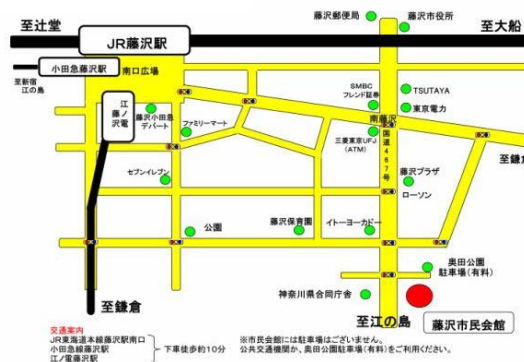 藤沢郵便局
藤沢市役所
至辻堂
JR藤沢駅
至大船
小田急藤沢駅
至新宿
江の島
南口広場
江ノ電
藤沢
藤沢小田急
デパート
ファミリーマート
SMBC
フレンド証券
TSUTAYA
東京電力
南藤沢
三菱東京UFJ
(ATM)
国道467号
至鎌倉
セブンイレブン
藤沢プラザ
ローソン
公園
藤沢保育園
イトーヨーカドー
奥田公園
駐車場(有料)
神奈川県合同庁舎
至鎌倉
至江の島
藤沢市民会館
交通案内
JR東海道本線藤沢駅南口
小田急線藤沢駅
江ノ電藤沢駅
下車徒歩約10分
※市民会館には駐車場はございません。
公共交通機関か、奥田公園駐車場(有料)をご利用ください。